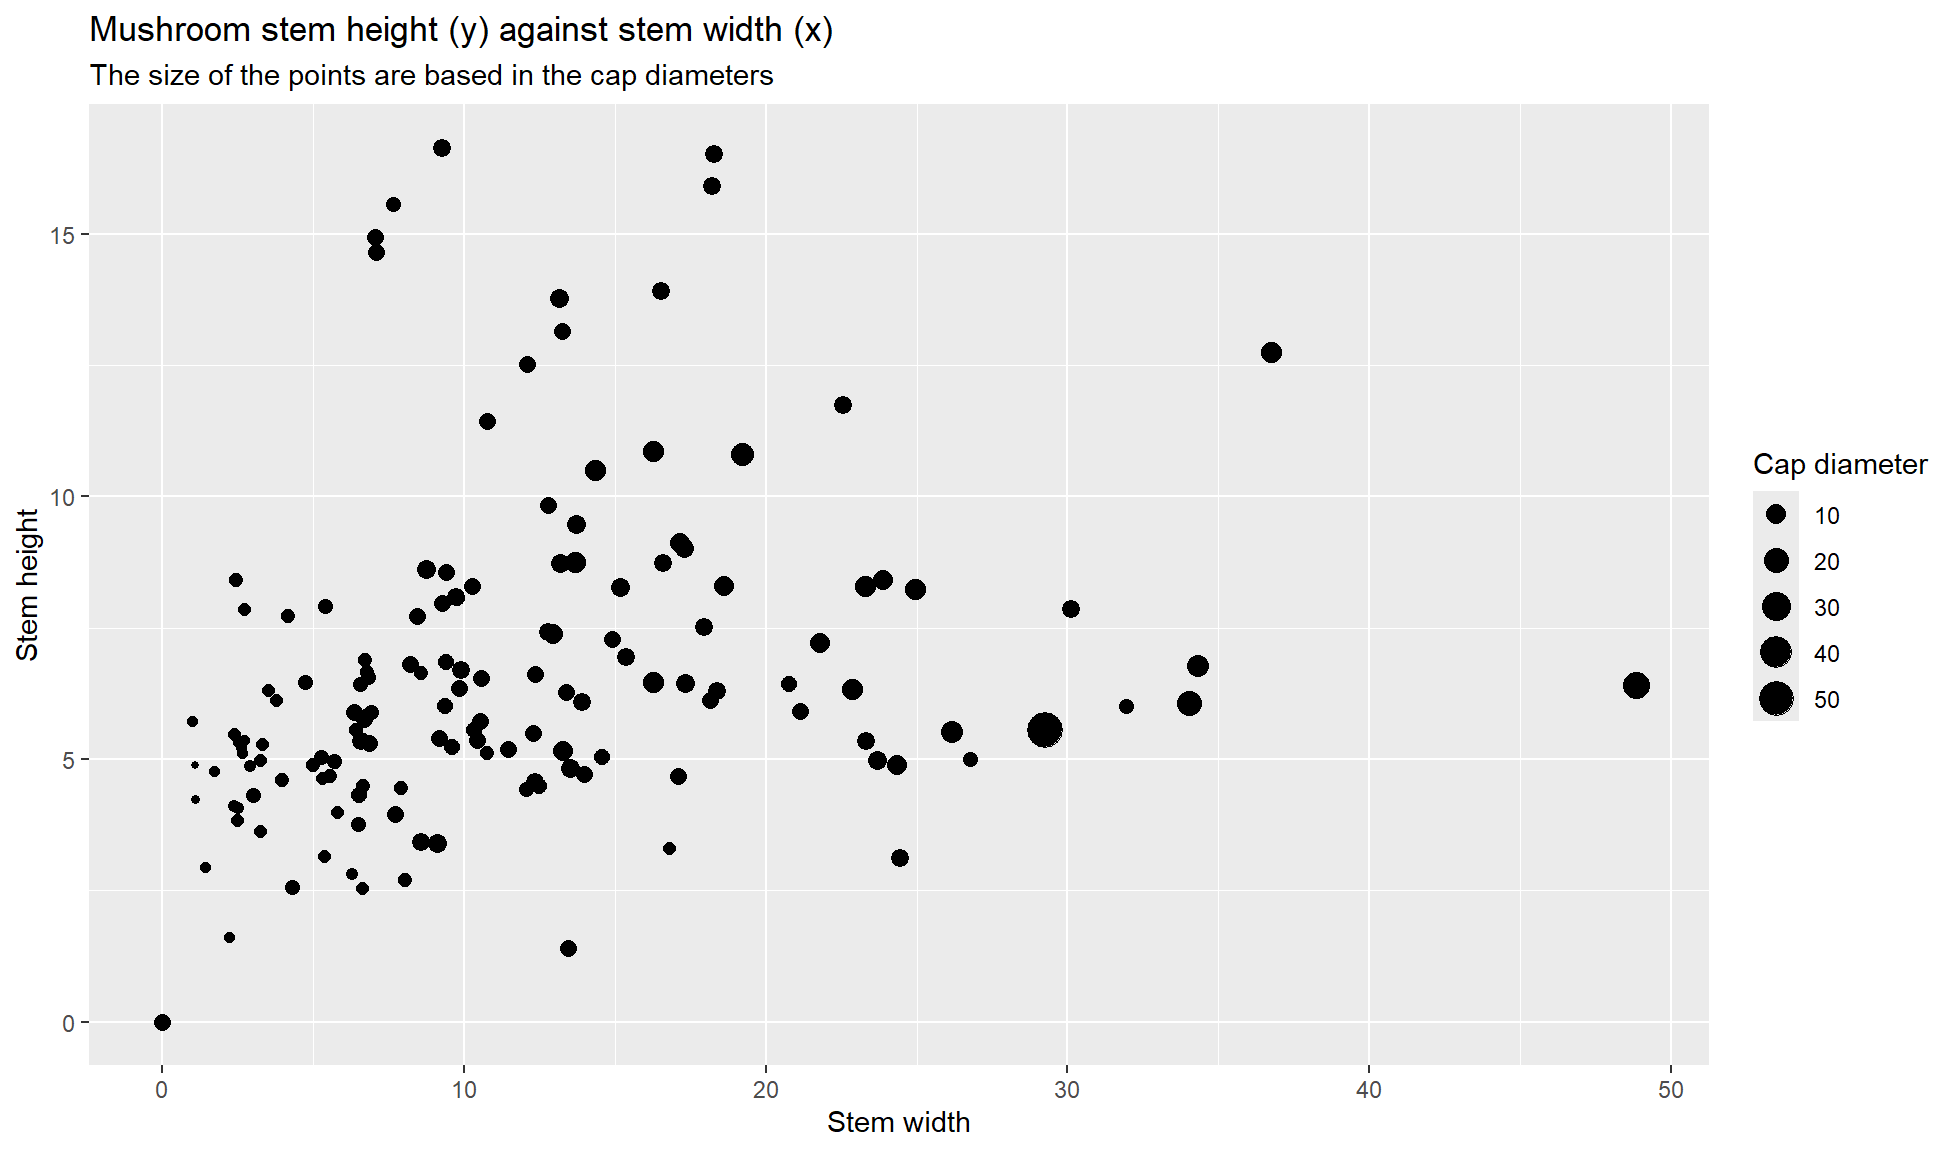 Mushroom stem height (y) against stem width (x)
The size of the points are based in the cap diameters
Stem height
15
10
5
0
0 10 20 30 40 50
Stem width
Cap diameter
10
20
30
40
50